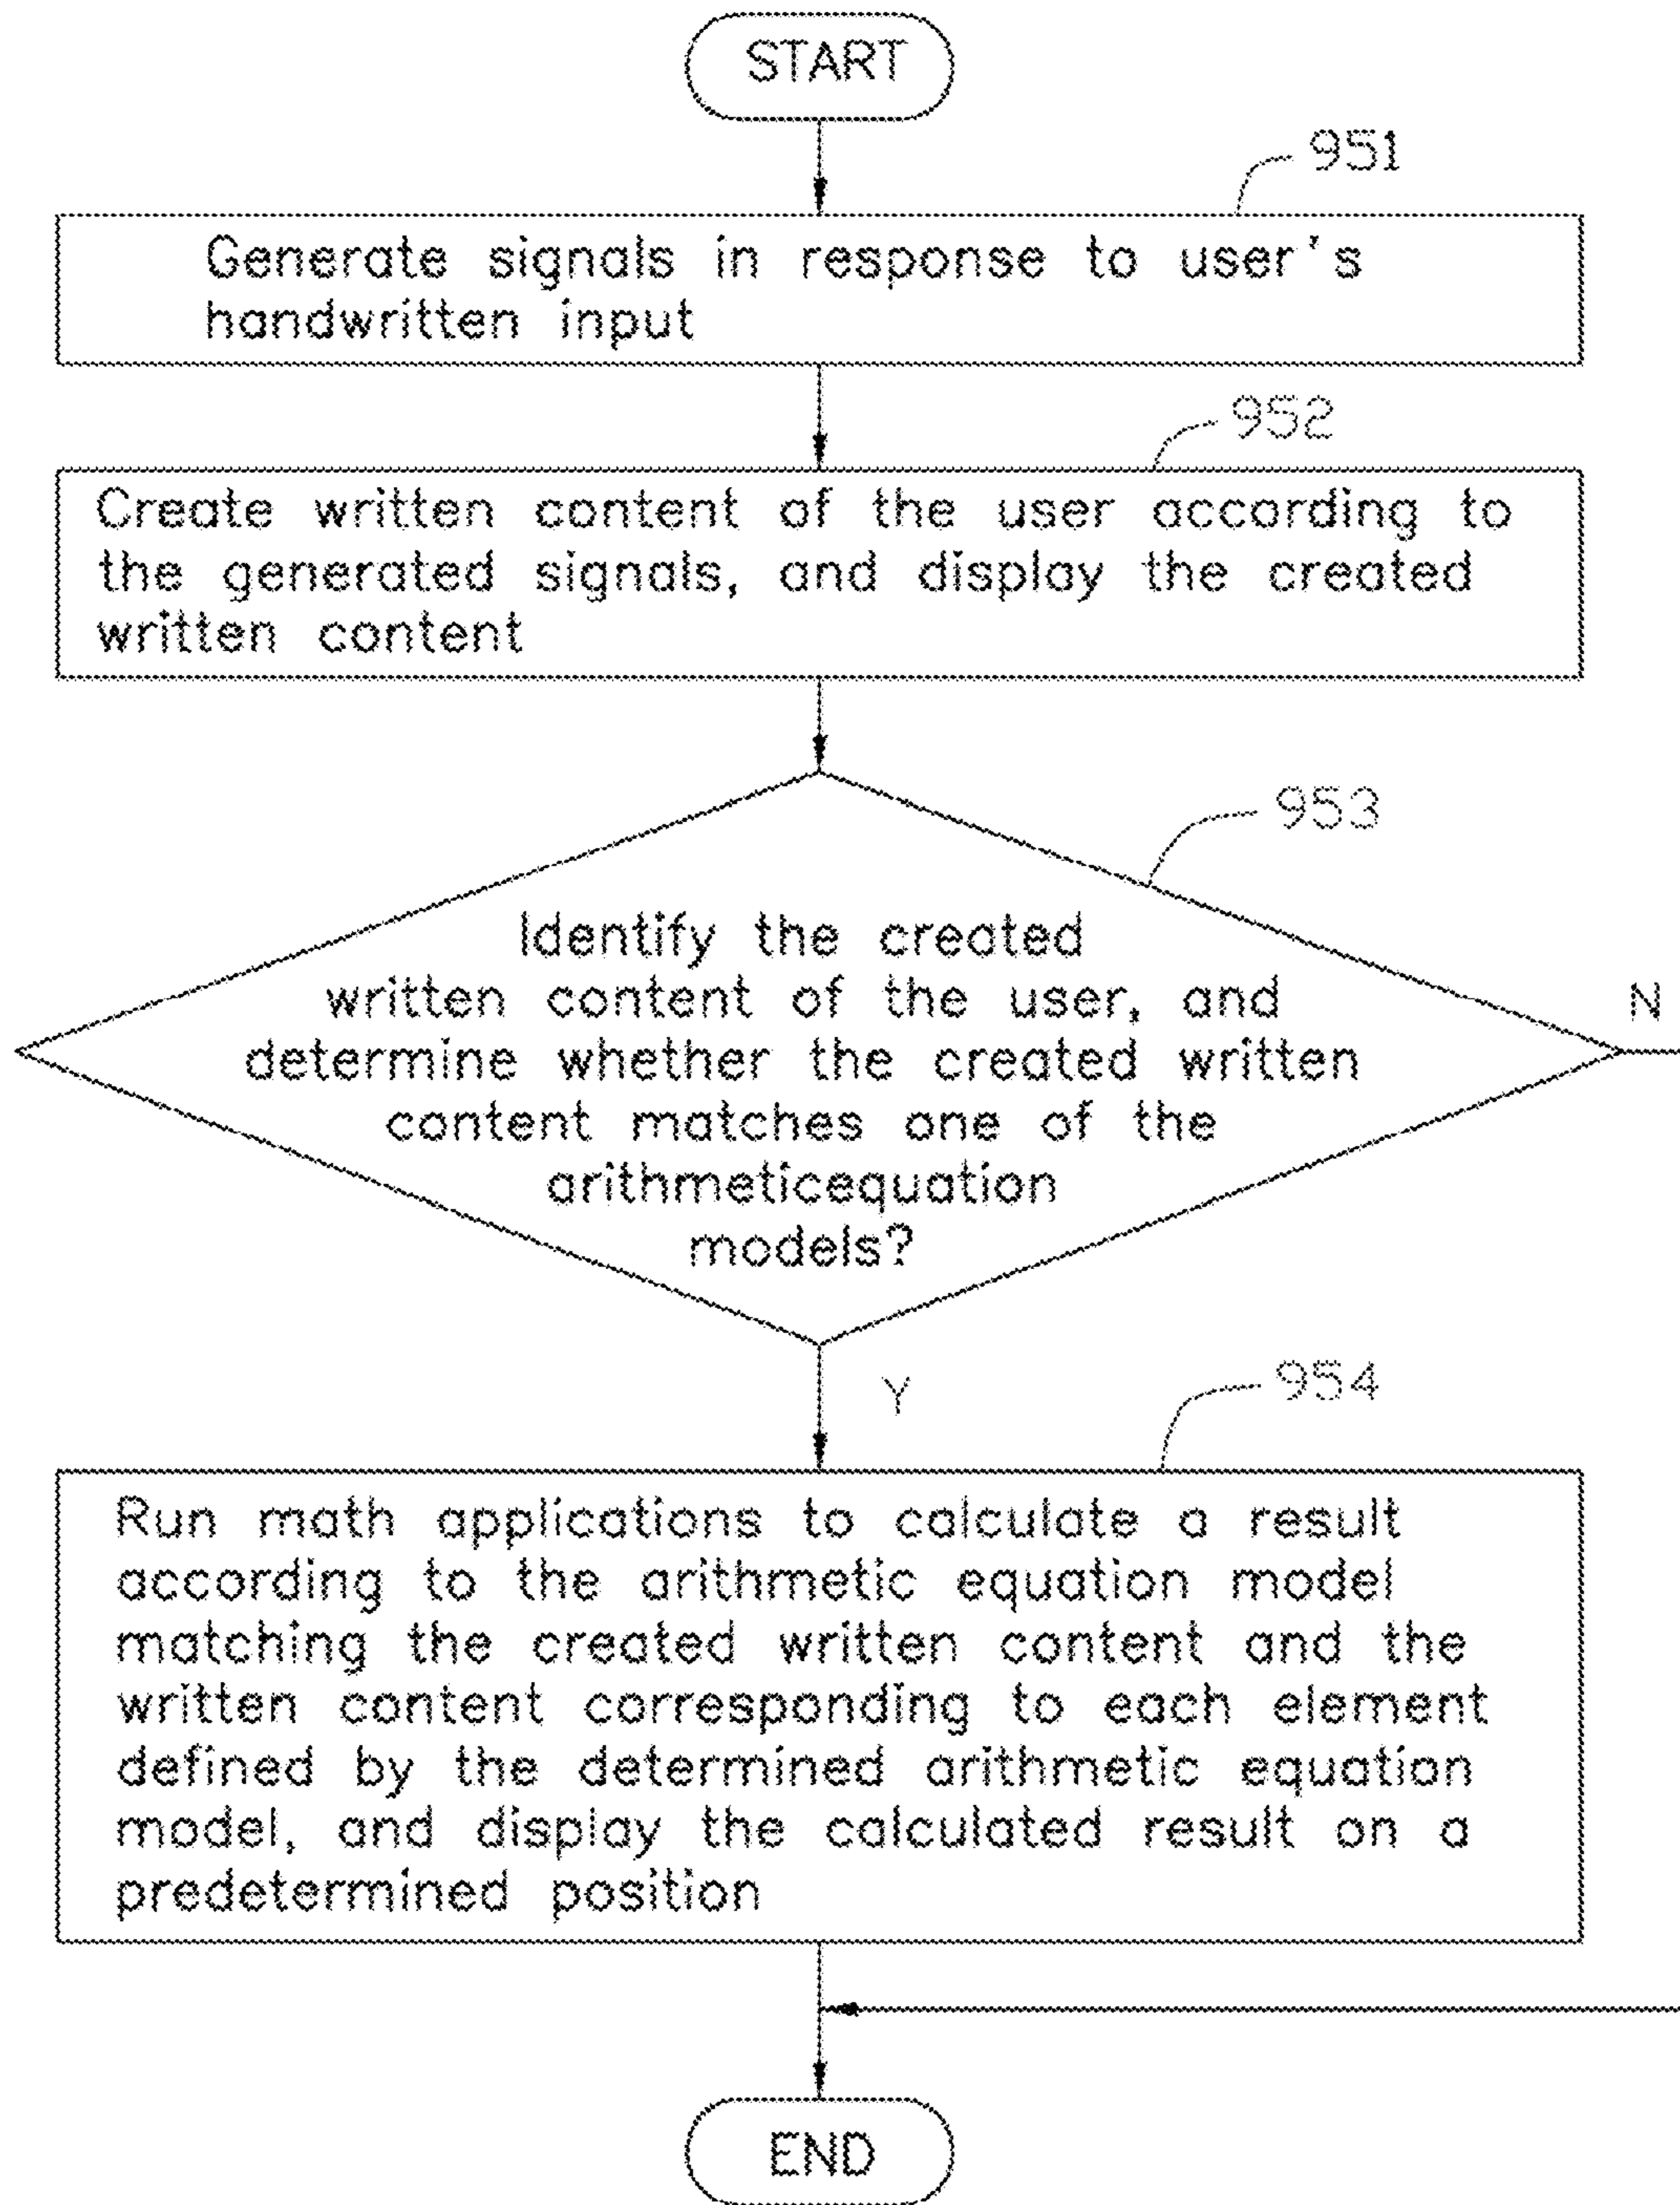 START
951
Generate signals in response to user's
handwritten input
952
Create written content of the user according to
the generated signals, and display the created
written content
953
Identify the created
written content of the user, and
determine whether the created written
content matches one of the
arithmeticequation
models?
N
Y
954
Run math applications to calculate a result
according to the arithmetic equation model
matching the created written content and the
written content corresponding to each element
defined by the determined arithmetic equation
model, and display the calculated result on a
predetermined position
END